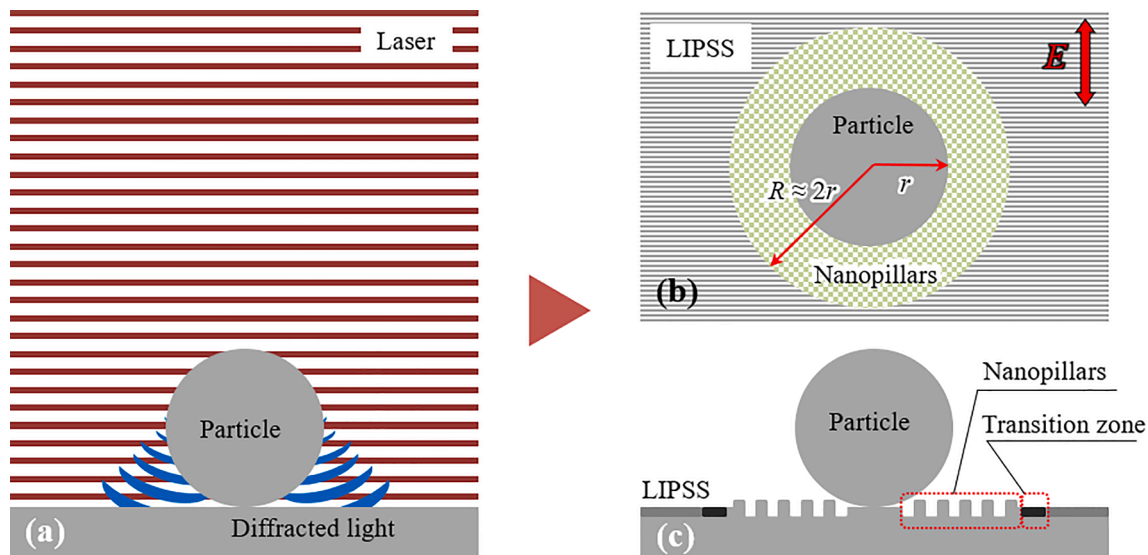 Laser
Particle
Diffracted light
(a)
LIPSS
E
Particle
r
R ≈ 2r
Nanopillars
(b)
Nanopillars
Particle
Transition zone
LIPSS
(c)